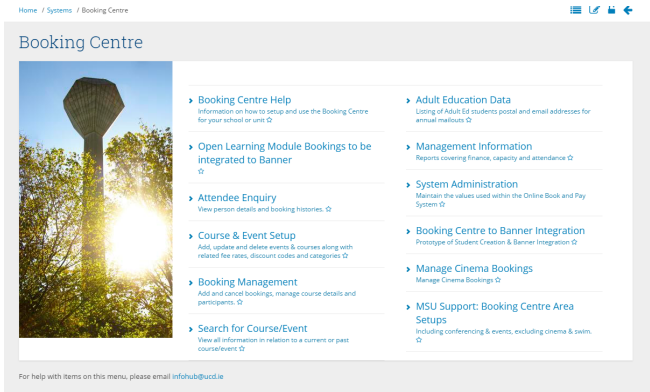 Home / Systems / Booking Centre
Booking Centre
Booking Centre Help
Information on how to setup and use the Booking Centre
for your school or unit
Open Learning Module Bookings to be
integrated to Banner
Attendee Enquiry
View person details and booking histories.
Course & Event Setup
Add, update and delete events & courses along with
related fee rates, discount codes and categories
Booking Management
Add and cancel bookings, manage course details and
participants.
Search for Course/Event
View all information in relation to a current or past
course/event
Adult Education Data
Listing of Adult Ed students postal and email addresses for
annual mailouts
Management Information
Reports covering finance, capacity and attendance
System Administration
Maintain the values used within the Online Book and Pay
System
Booking Centre to Banner Integration
Prototype of Student Creation & Banner Integration
Manage Cinema Bookings
Manage Cinema Bookings
MSU Support: Booking Centre Area
Setups
Including conferencing & events, excluding cinema & swim.
For help with items on this menu, please email infohub@ucd.ie